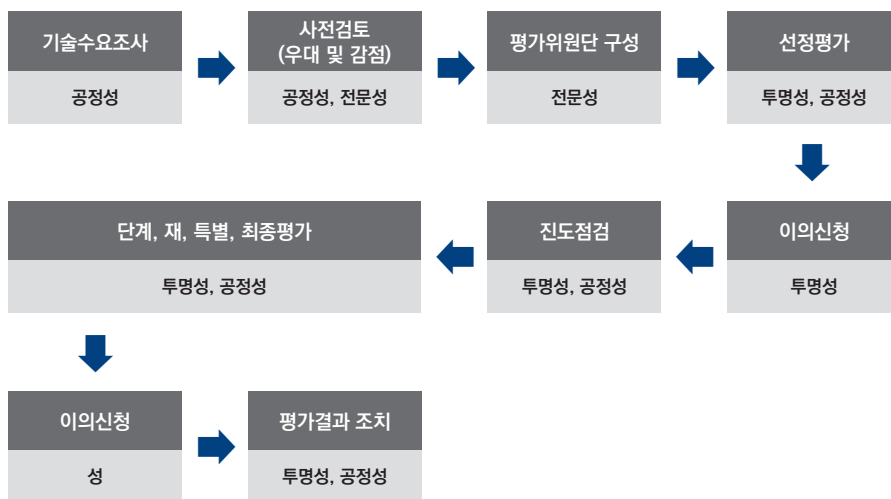 기술수요조사
공정성
사전검토
(우대 및 감점)
공정성, 전문성
평가위원단 구성
전문성
선정평가
투명성, 공정성
이의신청
투명성
진도점검
투명성, 공정성
단계, 재, 특별, 최종평가
투명성, 공정성
이의신청
성
평가결과 조치
투명성, 공정성